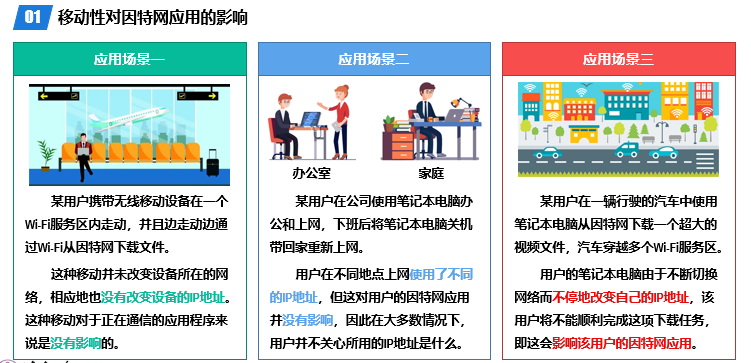 01 移动性对因特网应用的影响
应用场景一
某用户携带无线移动设备在一个
Wi-Fi服务区内走动，并且边走动边通
过Wi-Fi从因特网下载文件。
这种移动并未改变设备所在的网
络，相应地也没有改变设备的IP地址。
这种移动对于正在通信的应用程序来
说是没有影响的。
应用场景二
办公室 家庭
某用户在公司使用笔记本电脑办
公和上网，下班后将笔记本电脑关机
带回家重新上网。
用户在不同地点上网使用了不同
的IP地址，但这对用户的因特网应用
并没有影响，因此在大多数情况下，
用户并不关心所用的IP地址是什么。
应用场景三
某用户在一辆行驶的汽车中使用
笔记本电脑从因特网下载一个超大的
视频文件，汽车穿越多个Wi-Fi服务区。
用户的笔记本电脑由于不断切换
网络而不停地改变自己的IP地址，该
用户将不能顺利完成这项下载任务，
即这会影响该用户的因特网应用。